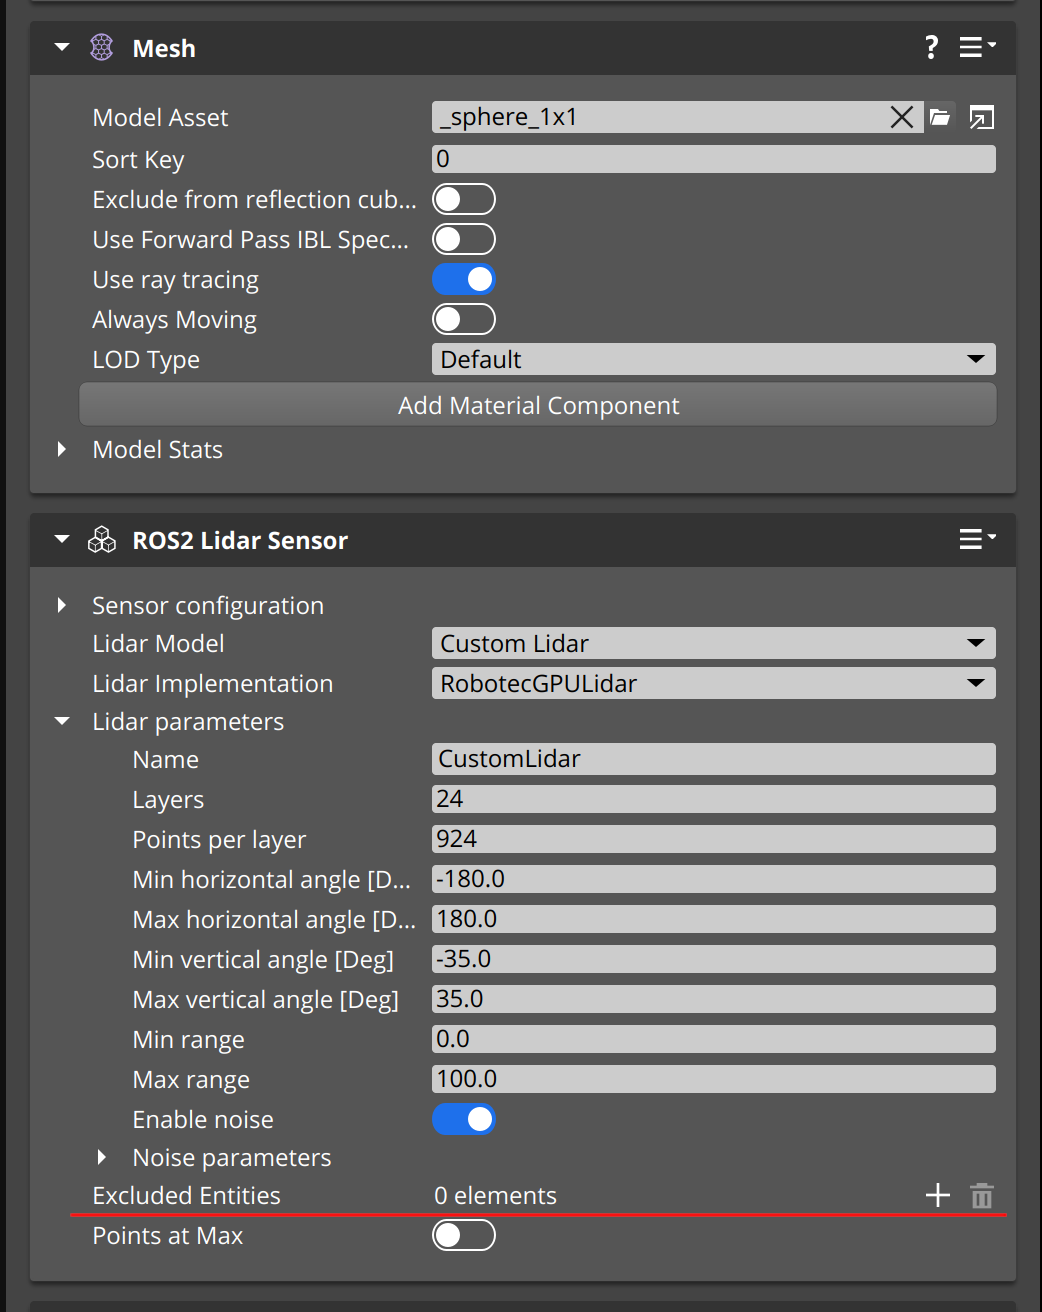 Mesh
?
Model Asset _sphere_1x1
Sort Key 0
Exclude from reflection cub...
Use Forward Pass IBL Spec...
Use ray tracing
Always Moving
LOD Type Default
Add Material Component
Model Stats
ROS2 Lidar Sensor
Sensor configuration
Lidar Model Custom Lidar
Lidar Implementation RobotecGPULidar
Lidar parameters
Name CustomLidar
Layers 24
Points per layer 924
Min horizontal angle [D... -180.0
Max horizontal angle [D... 180.0
Min vertical angle [Deg] -35.0
Max vertical angle [Deg] 35.0
Min range 0.0
Max range 100.0
Enable noise
Noise parameters
Excluded Entities 0 elements
Points at Max